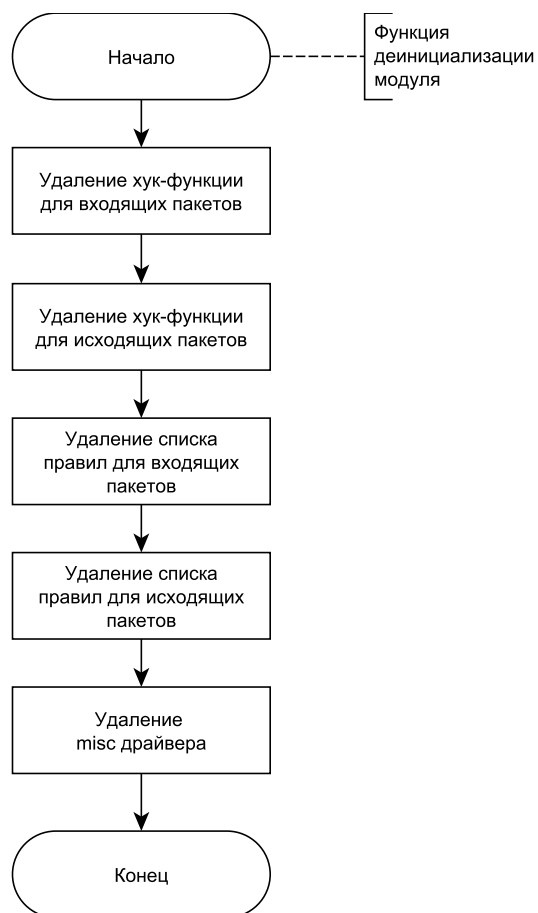 Начало
Функция
деинициализации
модуля
Удаление хук-функции
для входящих пакетов
Удаление хук-функции
для исходящих пакетов
Удаление списка
правил для входящих
пакетов
Удаление списка
правил для исходящих
пакетов
Удаление
misc драйвера
Конец